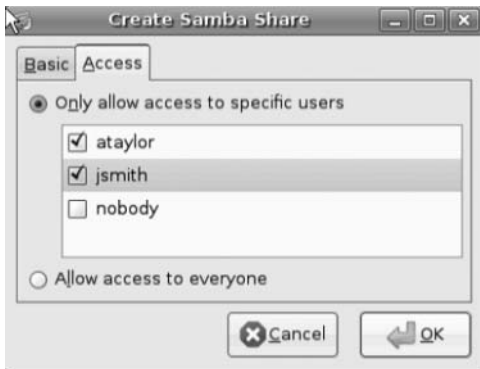 Create Samba Share
Basic Access
Only allow access to specific users
ataylor
jsmith
nobody
Allow access to everyone
Cancel OK